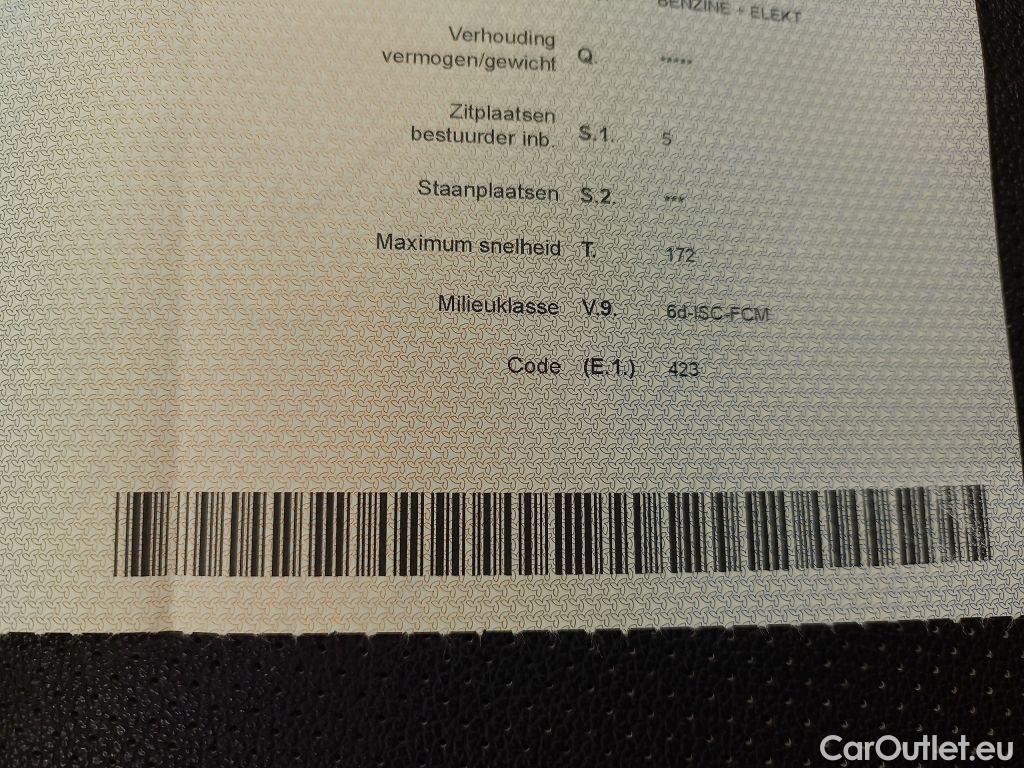 BENZINE + ELEKT
Verhouding
vermogen/gewicht Q. *****
Zitplaatsen
bestuurder inb. S.1. 5
Staanplaatsen S.2. ***
Maximum snelheid T. 172
Milieuklasse V.9. 6d-ISC-FCM
Code (E.1.) 423
CarOutlet.eu